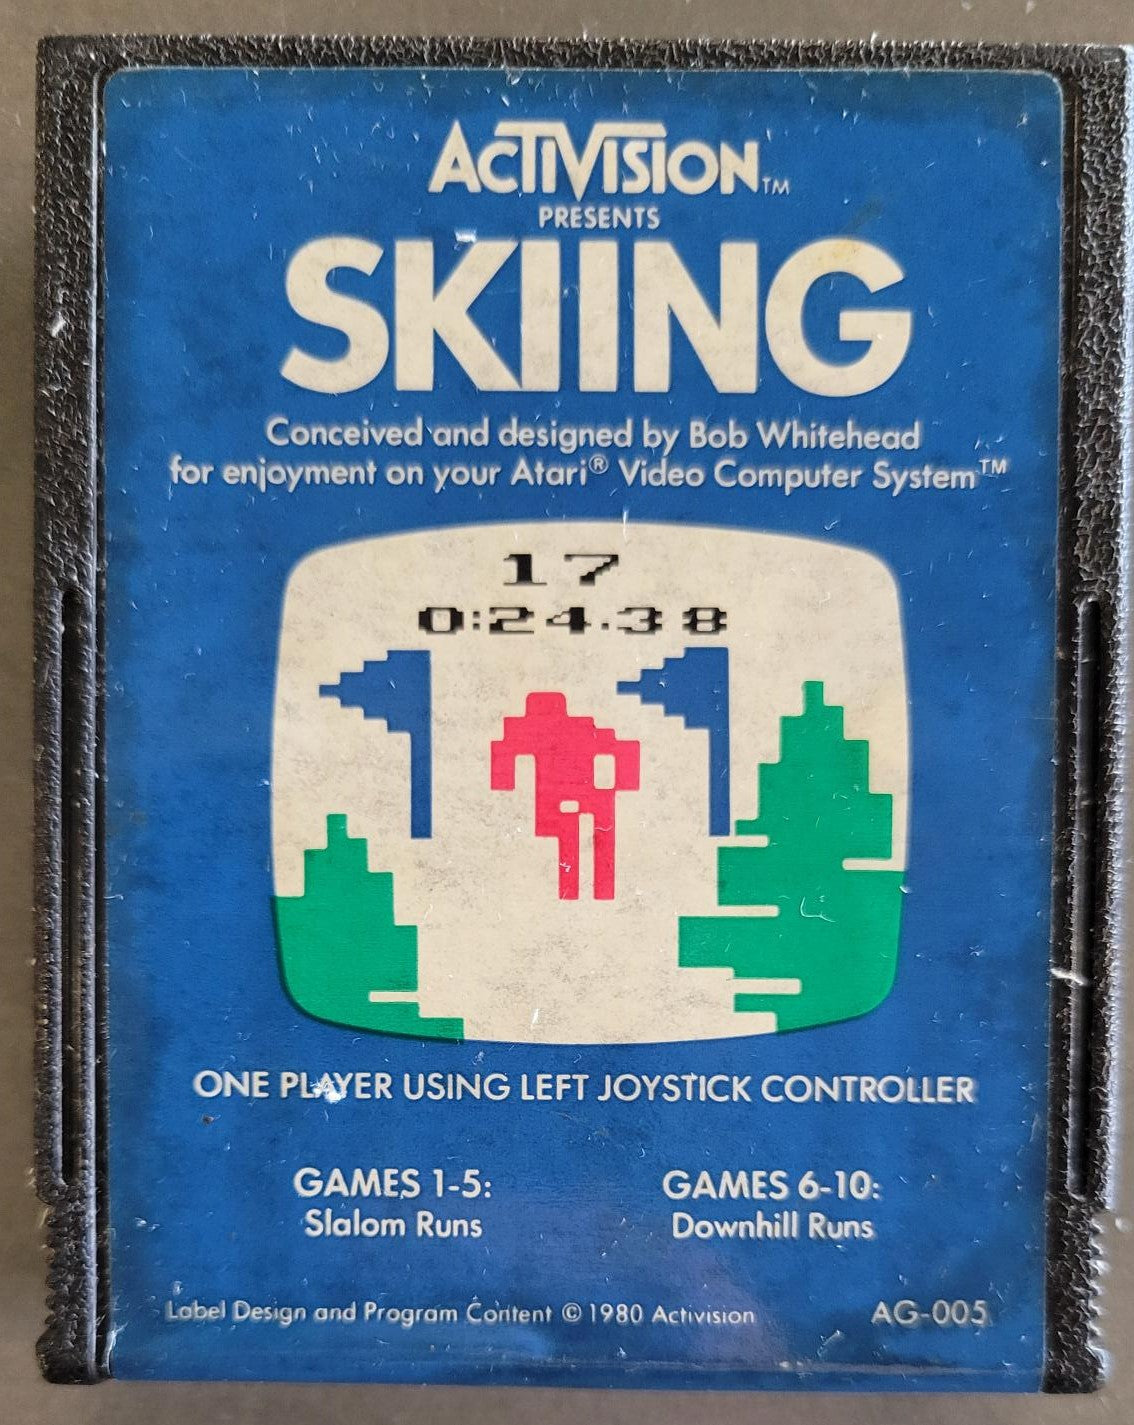 ACTIVISION™
PRESENTS
SKIING
Conceived and designed by Bob Whitehead
for enjoyment on your Atari® Video Computer System™
17
0:24.38
ONE PLAYER USING LEFT JOYSTICK CONTROLLER
GAMES 1-5:
Slalom Runs
GAMES 6-10:
Downhill Runs
Label Design and Program Content © 1980 Activision
AG-005